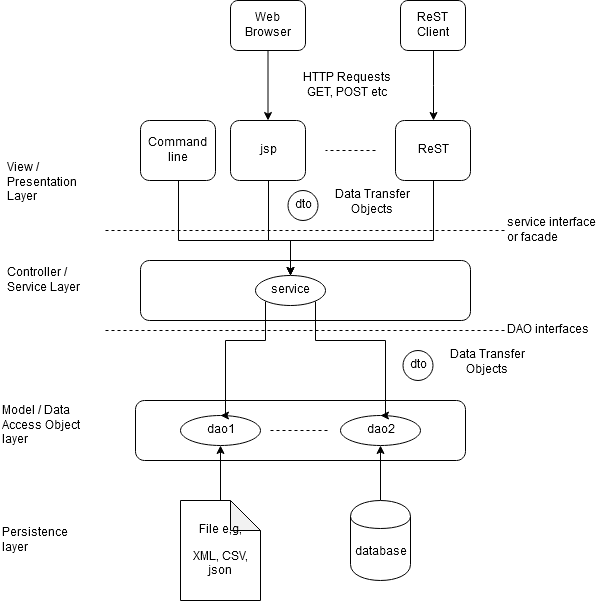 Web
Browser
ReST
Client
HTTP Requests
GET, POST etc
Command
line
jsp
ReST
View /
Presentation
Layer
dto
Data Transfer
Objects
service interface
or facade
Controller /
Service Layer
service
DAO interfaces
dto
Data Transfer
Objects
Model / Data
Access Object
layer
dao1
dao2
Persistence
layer
File e.g,
XML, CSV,
json
database